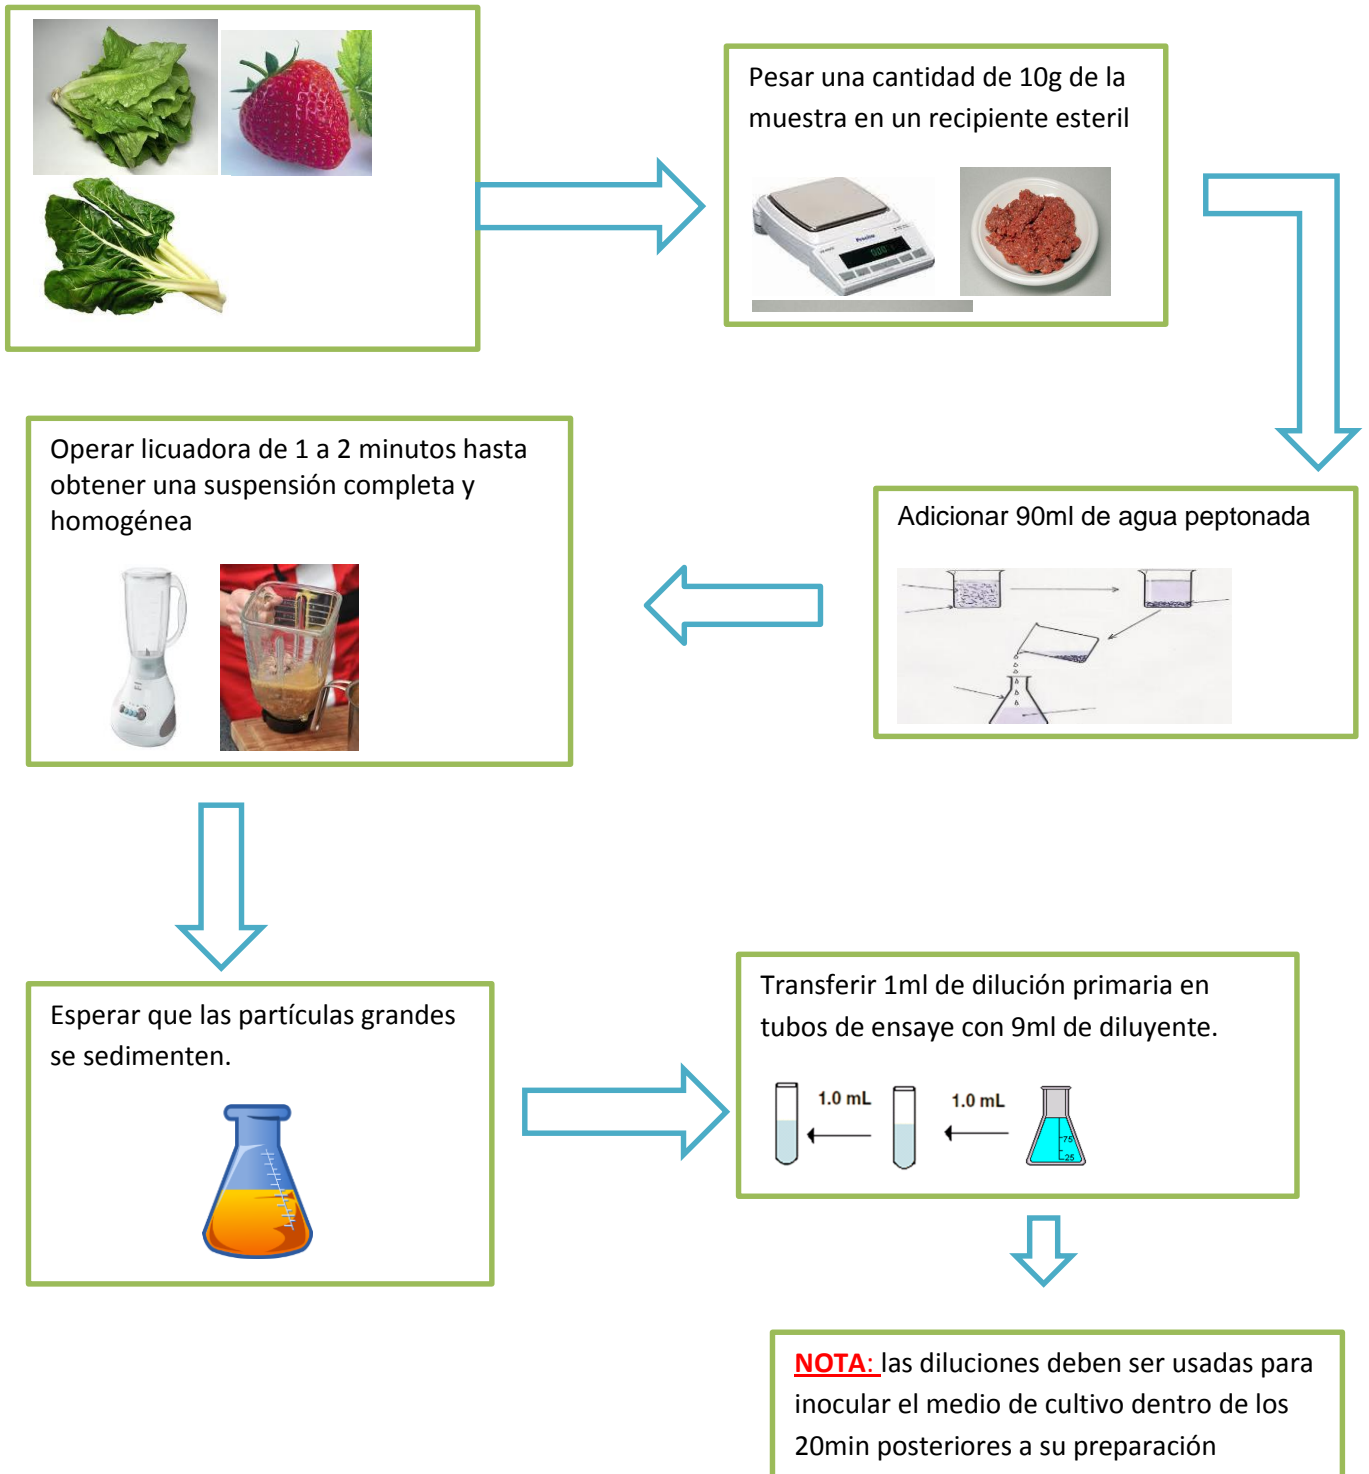 Pesar una cantidad de 10g de la
muestra en un recipiente esteril
Adicionar 90ml de agua peptonada
Operar licuadora de 1 a 2 minutos hasta
obtener una suspensión completa y
homogénea
Esperar que las partículas grandes
se sedimenten.
Transferir 1ml de dilución primaria en
tubos de ensaye con 9ml de diluyente.
1.0 mL
1.0 mL
75
25
NOTA: las diluciones deben ser usadas para
inocular el medio de cultivo dentro de los
20min posteriores a su preparación